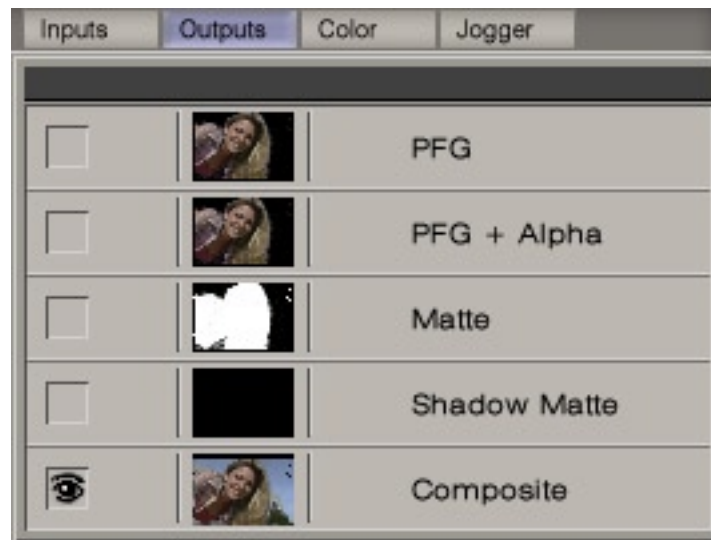 Inputs Outputs Color Jogger
PFG
PFG + Alpha
Matte
Shadow Matte
Composite